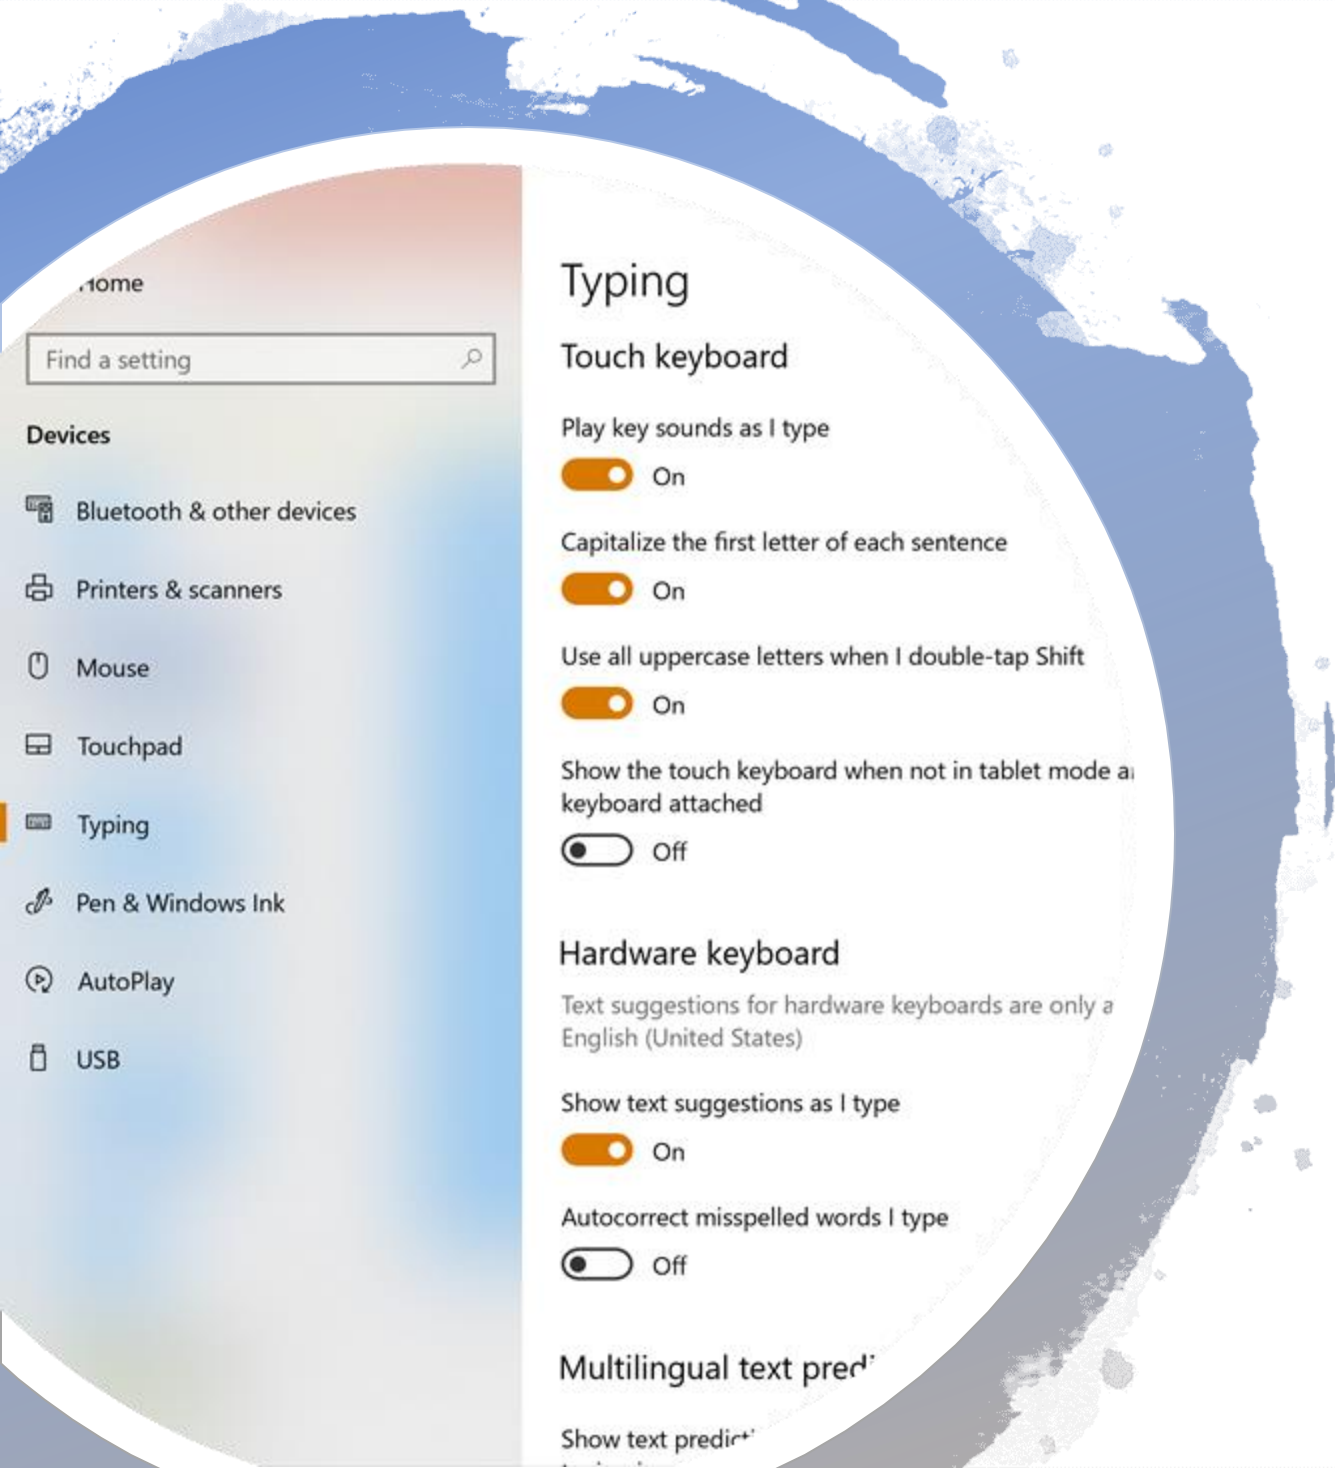 Home
Find a setting
Devices
Bluetooth & other devices
Printers & scanners
Mouse
Touchpad
Typing
Pen & Windows Ink
AutoPlay
USB
Typing
Touch keyboard
Play key sounds as I type
On
Capitalize the first letter of each sentence
On
Use all uppercase letters when I double-tap Shift
On
Show the touch keyboard when not in tablet mode
keyboard attached
Off
Hardware keyboard
Text suggestions for hardware keyboards are only
English (United States)
Show text suggestions as I type
On
Autocorrect misspelled words I type
Off
Multilingual text
Show text